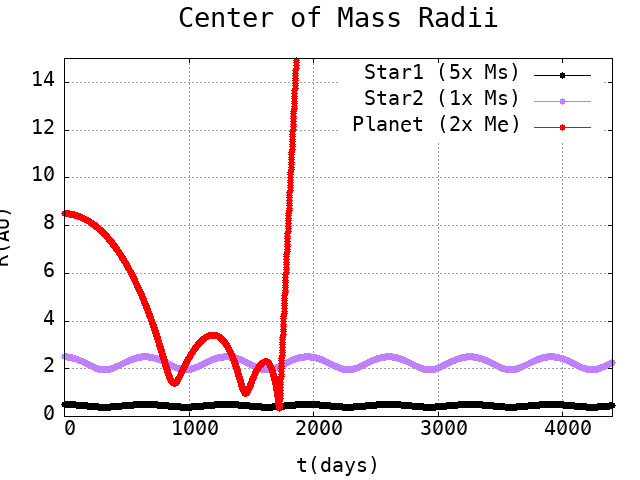 Center of Mass Radii
Star1 (5x Ms)
Star2 (1x Ms)
Planet (2x Me)
14
12
10
8
6
4
2
0
R(AU)
0 1000 2000 3000 4000
t(days)